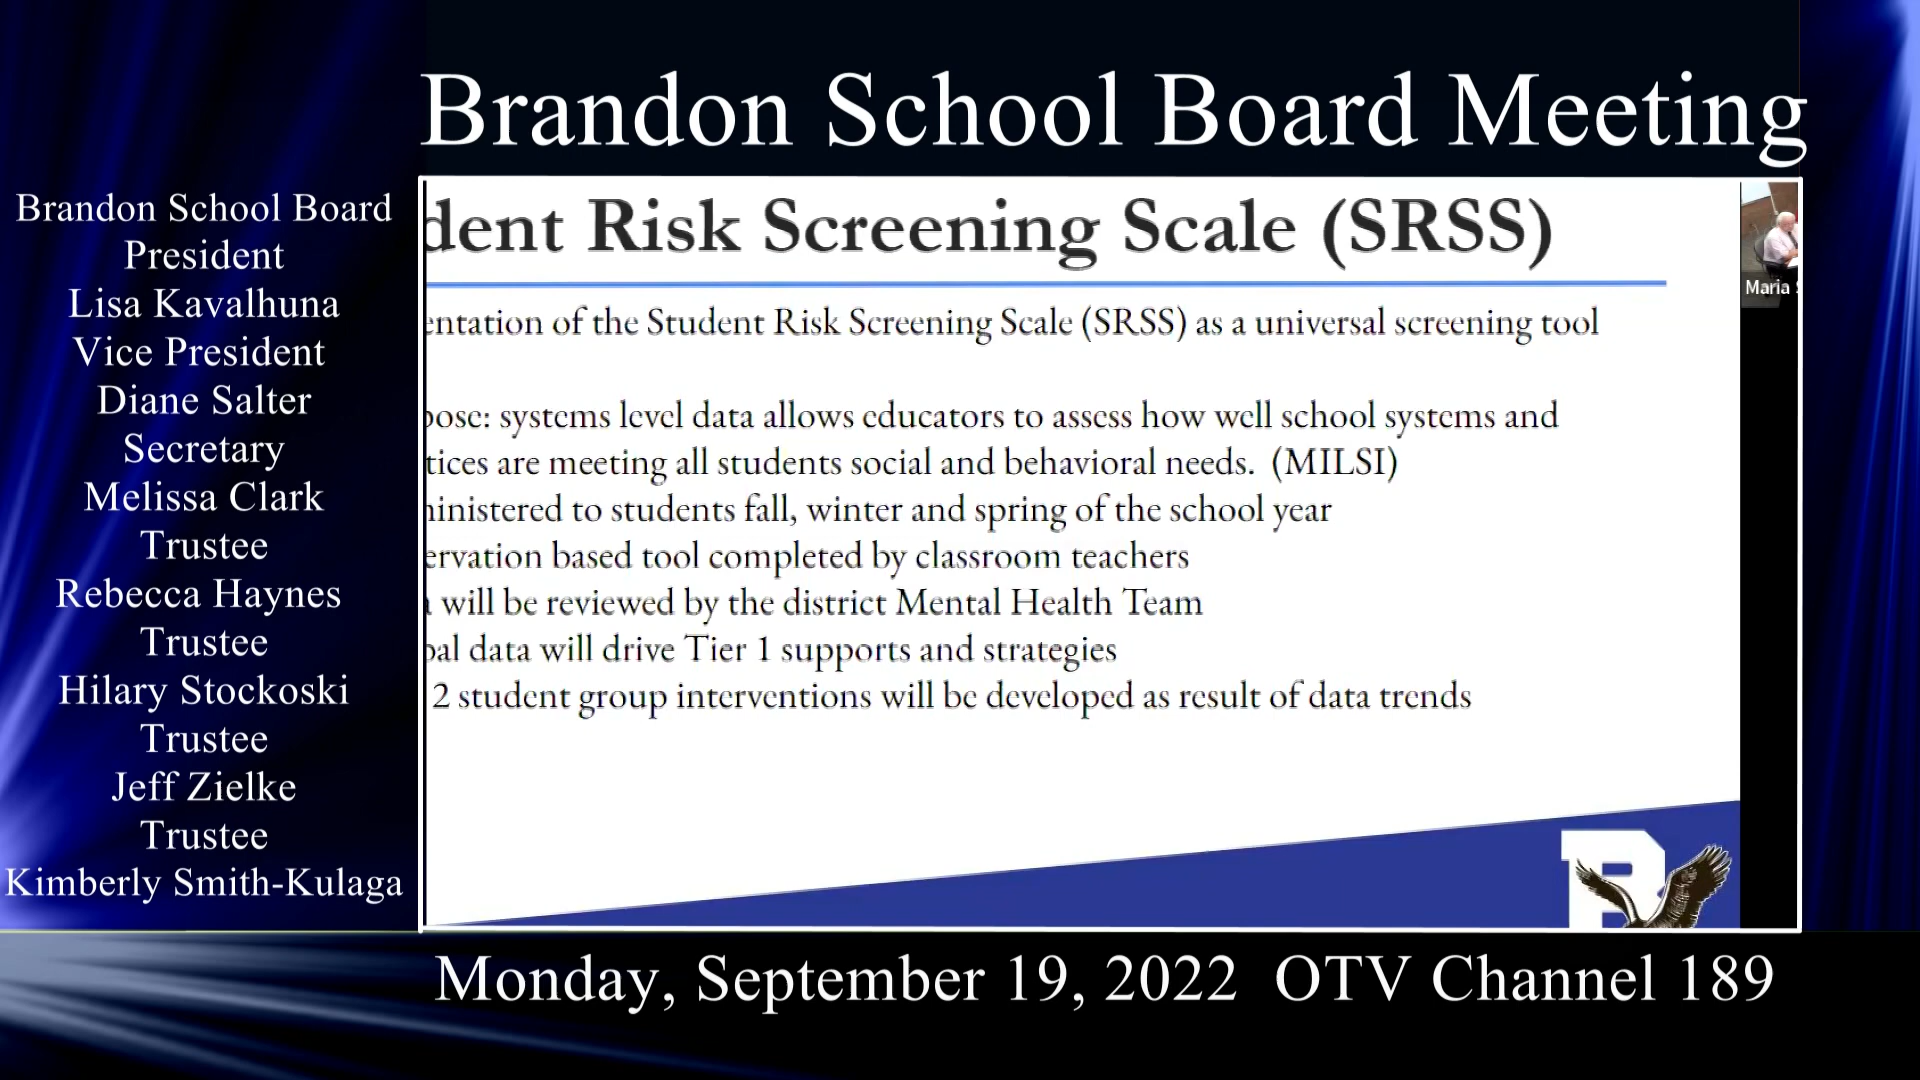 Brandon School Board Meeting
Brandon School Board
President
Lisa Kavalhuna
Vice President
Diane Salter
Secretary
Melissa Clark
Trustee
Rebecca Haynes
Trustee
Hilary Stockoski
Trustee
Jeff Zielke
Trustee
Kimberly Smith-Kulaga
dent Risk Screening Scale (SRSS)
entation of the Student Risk Screening Scale (SRSS) as a universal screening tool
pose: systems level data allows educators to assess how well school systems and
tices are meeting all students social and behavioral needs. (MILSI)
inistered to students fall, winter and spring of the school year
ervation based tool completed by classroom teachers
will be reviewed by the district Mental Health Team
bal data will drive Tier 1 supports and strategies
2 student group interventions will be developed as result of data trends
Maria
B
Monday, September 19, 2022 OTV Channel 189